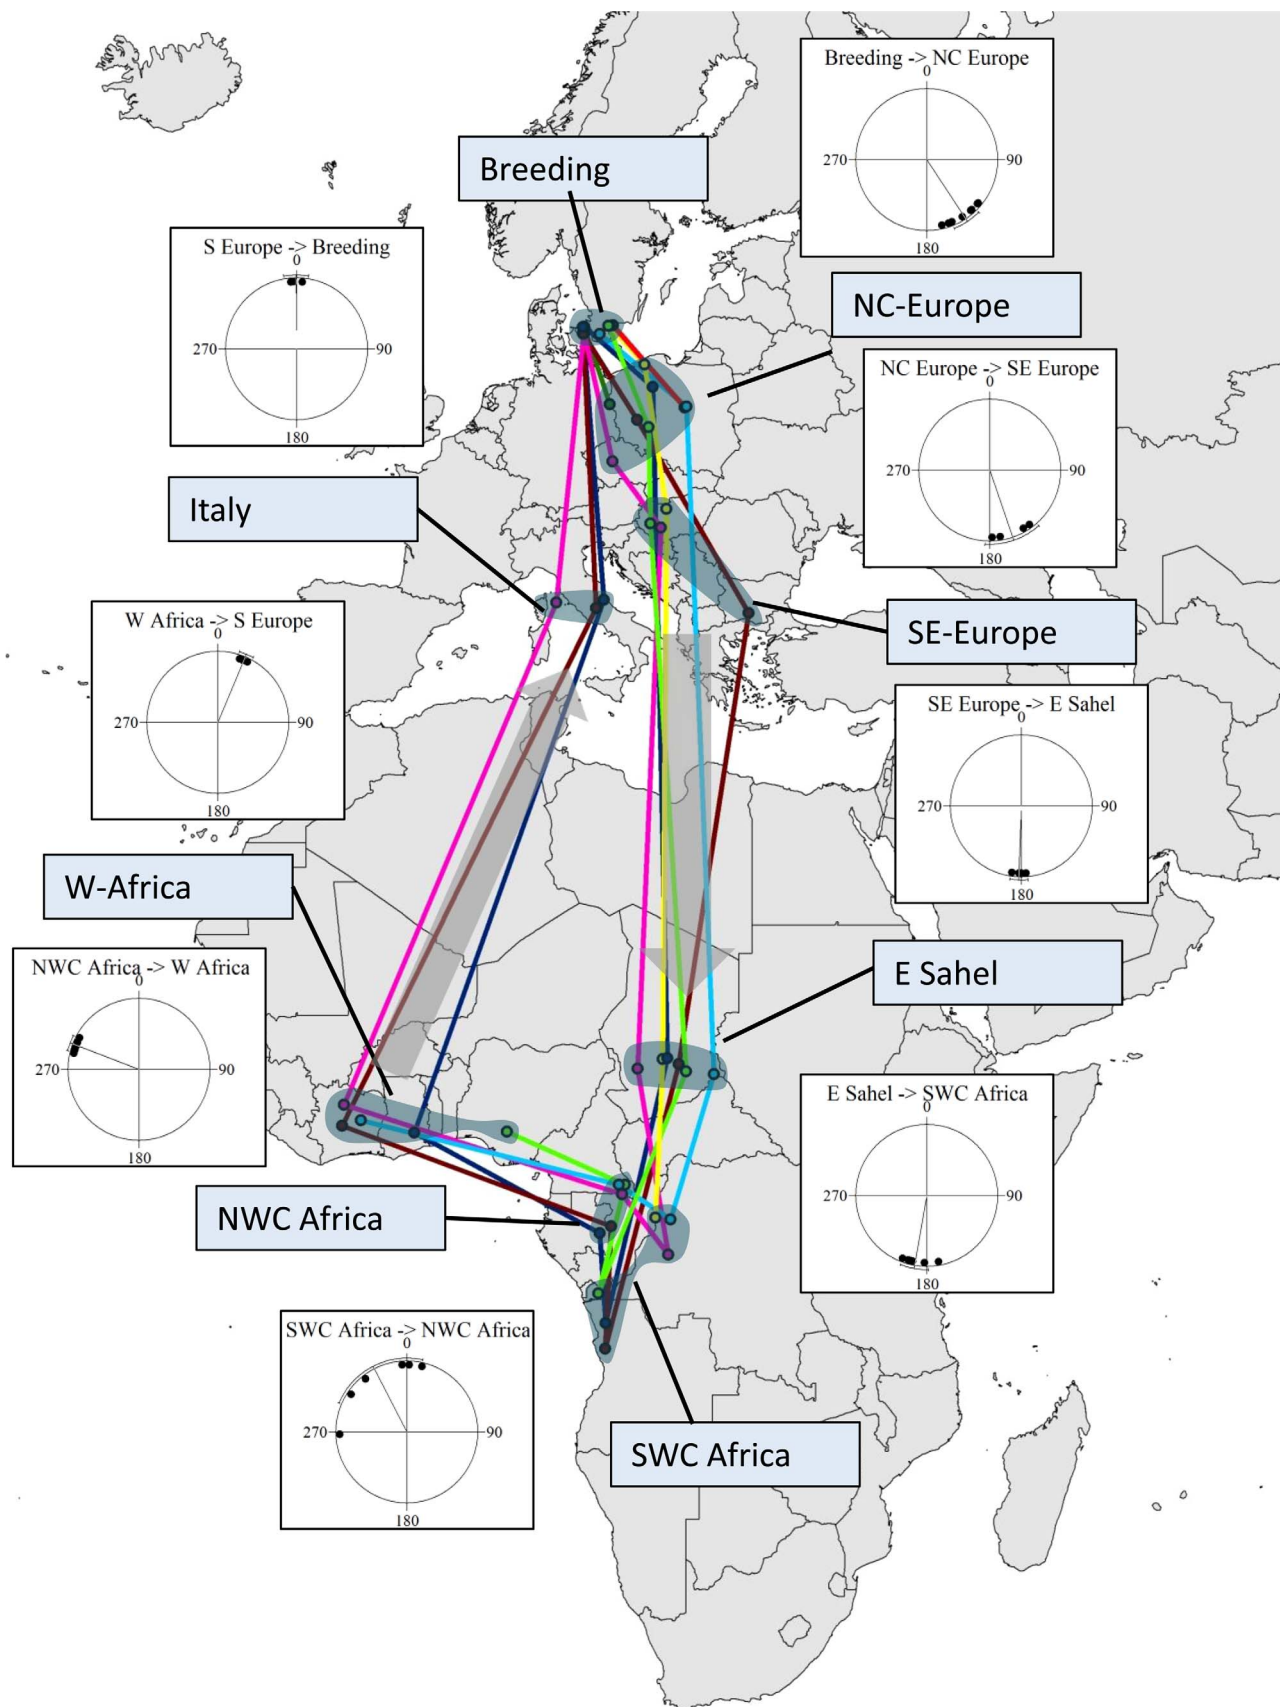 Breeding -> NC Europe
0
270
90
180
Breeding
S Europe -> Breeding
0
270
90
180
NC-Europe
NC Europe -> SE Europe
0
270
90
180
Italy
W Africa -> S Europe
0
270
90
180
SE-Europe
SE Europe -> E Sahel
0
270
90
180
W-Africa
E Sahel
NWC Africa -> W Africa
0
270
90
180
E Sahel -> SWC Africa
0
270
90
180
NWC Africa
SWC Africa -> NWC Africa
0
270
90
180
SWC Africa